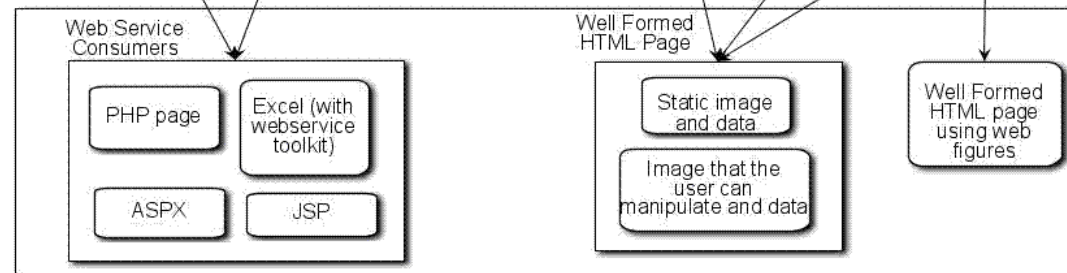 Web Service
Consumers
PHP page
Excel (with
webservice
toolkit)
ASPX
JSP
Well Formed
HTML Page
Static image
and data
Image that the
user can
manipulate and data
Well Formed
HTML page
using web
figures